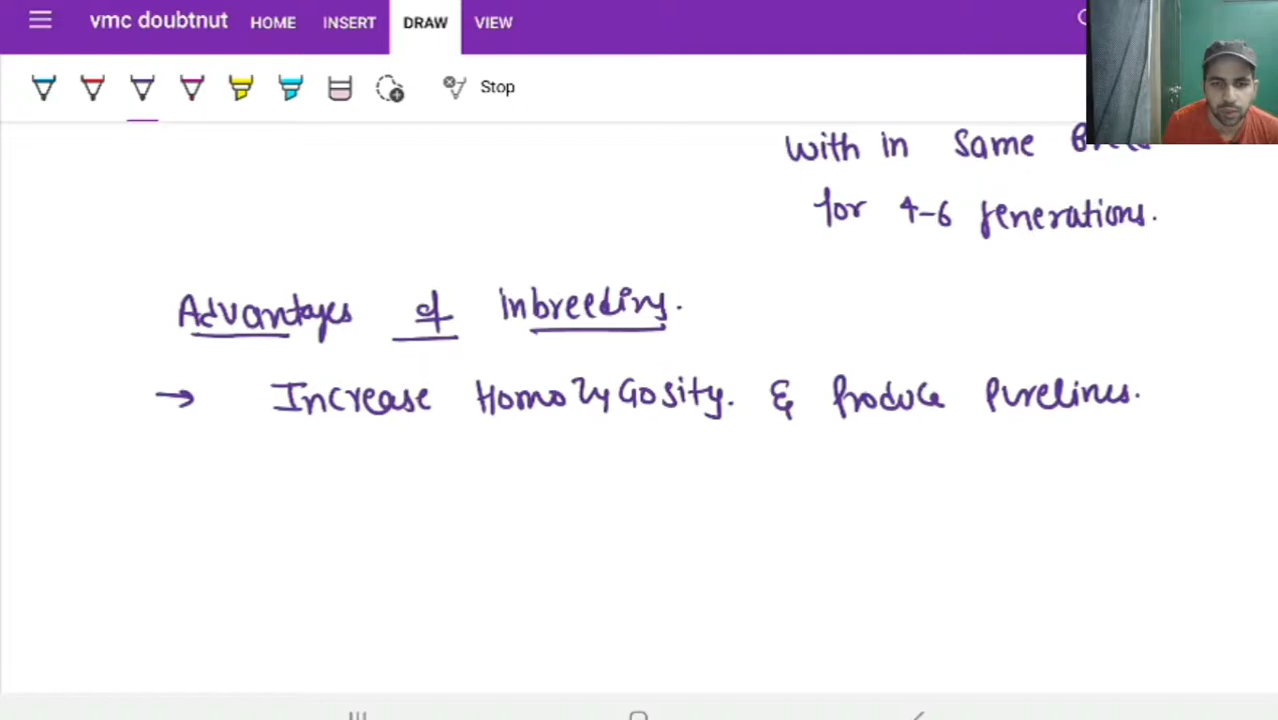 vmc doubtnut HOME INSERT DRAW VIEW
Stop
with in Same
for 4-6 generations.
Advantages of inbreeding.
→ Increase HomoZyGosity. & Produce Purelines.